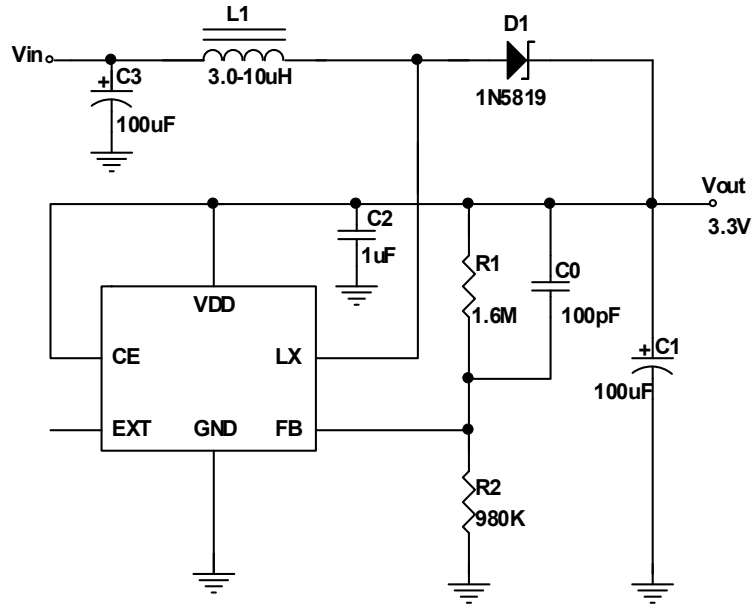 L1
D1
Vin
+
C3
3.0-10uH
1N5819
100uF
Vout
C2
3.3V
1uF
R1
C0
VDD
1.6M
100pF
CE
LX
+
C1
100uF
EXT
GND
FB
R2
980K